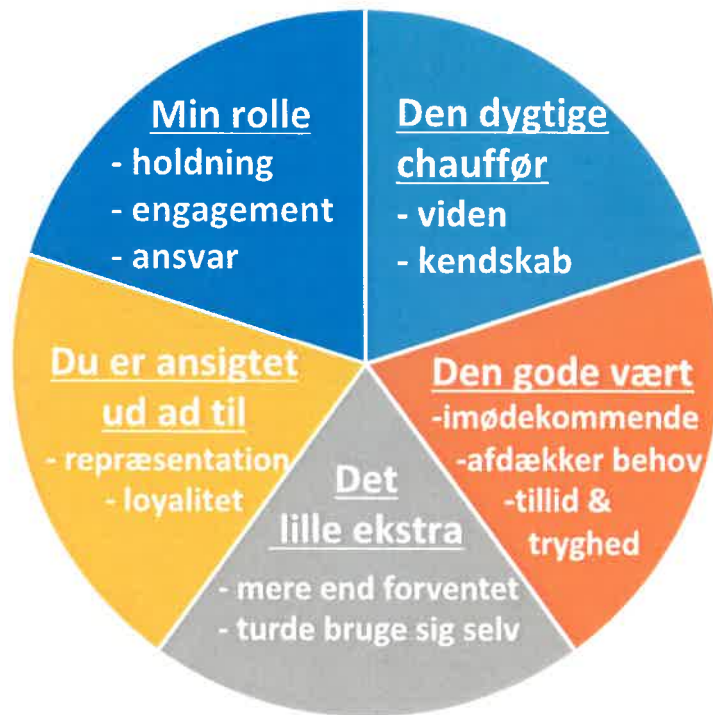 Min rolle
- holdning
- engagement
- ansvar
Den dygtige
chauffør
- viden
- kendskab
Den gode vært
-imødekommende
-afdækker behov
-tillid &
tryghed
Det
lille ekstra
- mere end forventet
- turde bruge sig selv
Du er ansigtet
ud ad til
- repræsentation
- loyalitet